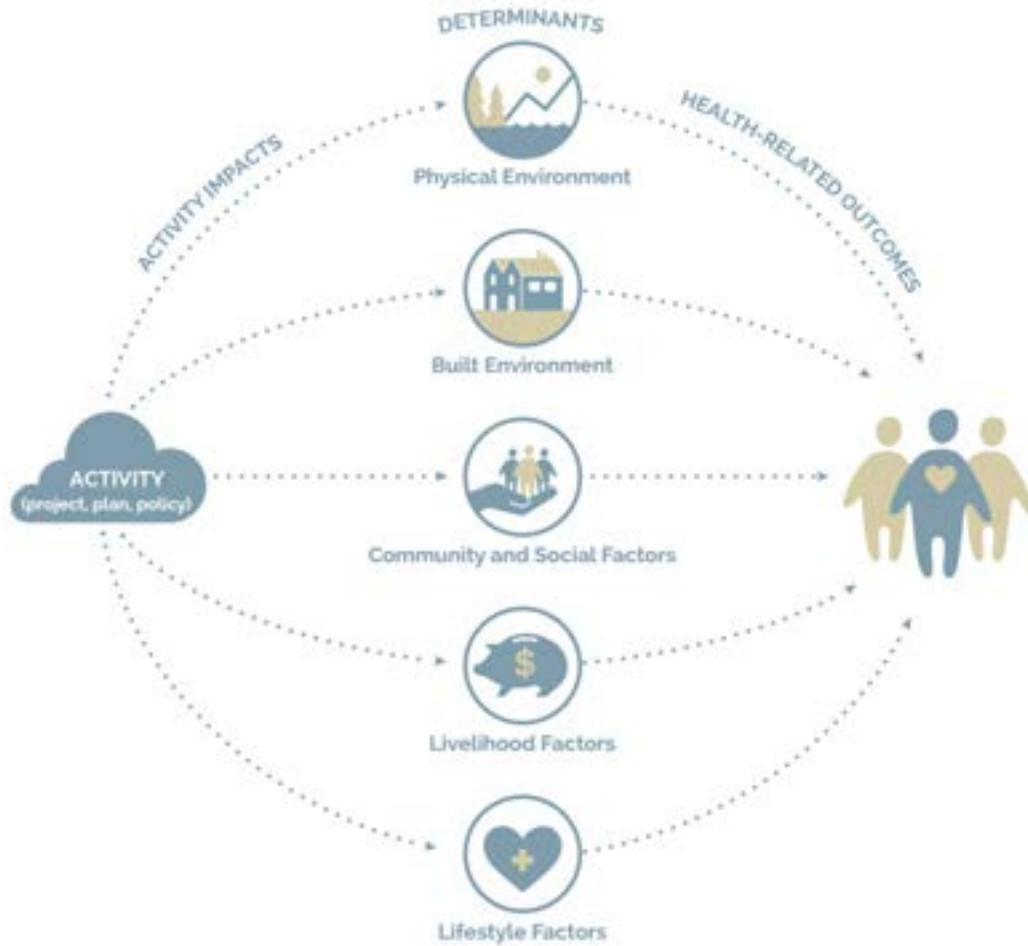 DETERMINANTS
ACTIVITY IMPACTS
HEALTH-RELATED OUTCOMES
Physical Environment
Built Environment
ACTIVITY
(project, plan, policy)
Community and Social Factors
$
Livelihood Factors
Lifestyle Factors